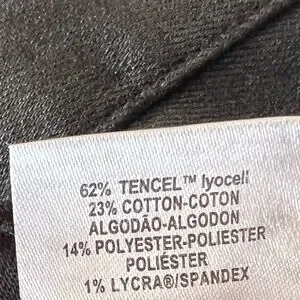 62% TENCEL™ lyocell
23% COTTON-COTON
ALGODÃO-ALGODON
14% POLYESTER-POLIESTER
POLIÉSTER
1% LYCRA®/SPANDEX